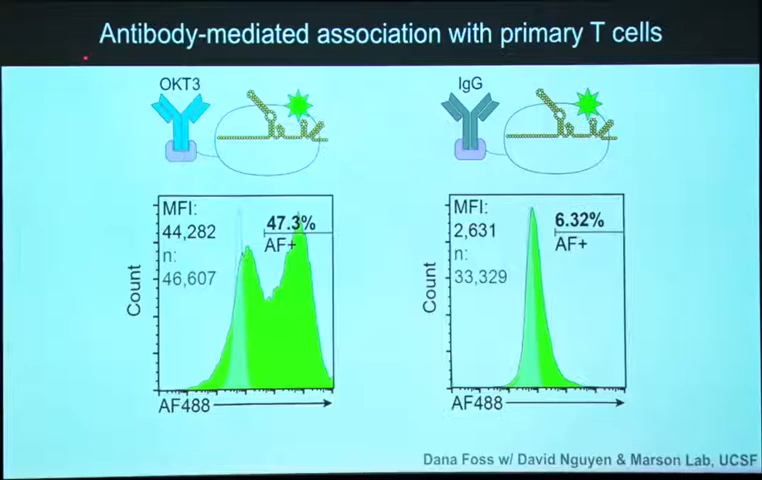 Antibody-mediated association with primary T cells
OKT3
IgG
MFI:
44,282
n:
46,607
47.3%
AF+
Count
AF488
MFI:
2,631
n:
33,329
6.32%
AF+
Count
AF488
Dana Foss w/ David Nguyen & Marson Lab, UCSF